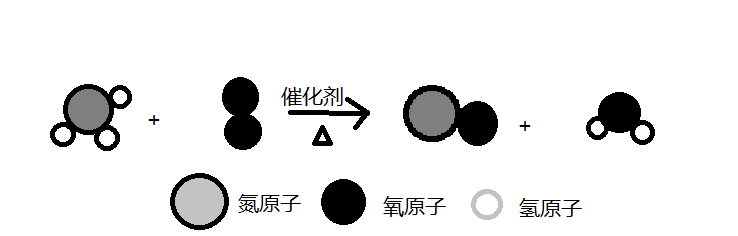 + 催化剂 +
△
氮原子 氧原子 氢原子